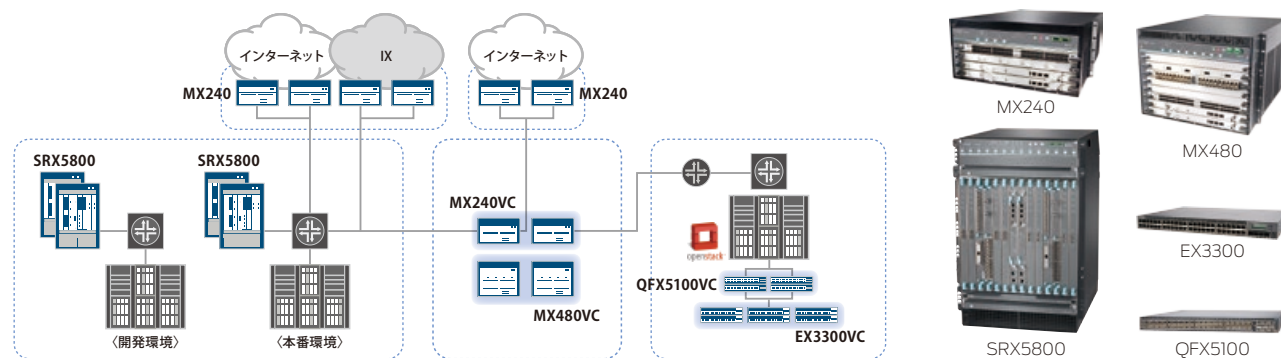 インターネット
IX
インターネット
MX240
MX240
SRX5800
SRX5800
MX240VC
MX480VC
〈開発環境〉
〈本番環境〉
openstack
QFX5100VC
EX3300VC
MX240
MX480
SRX5800
EX3300
QFX5100